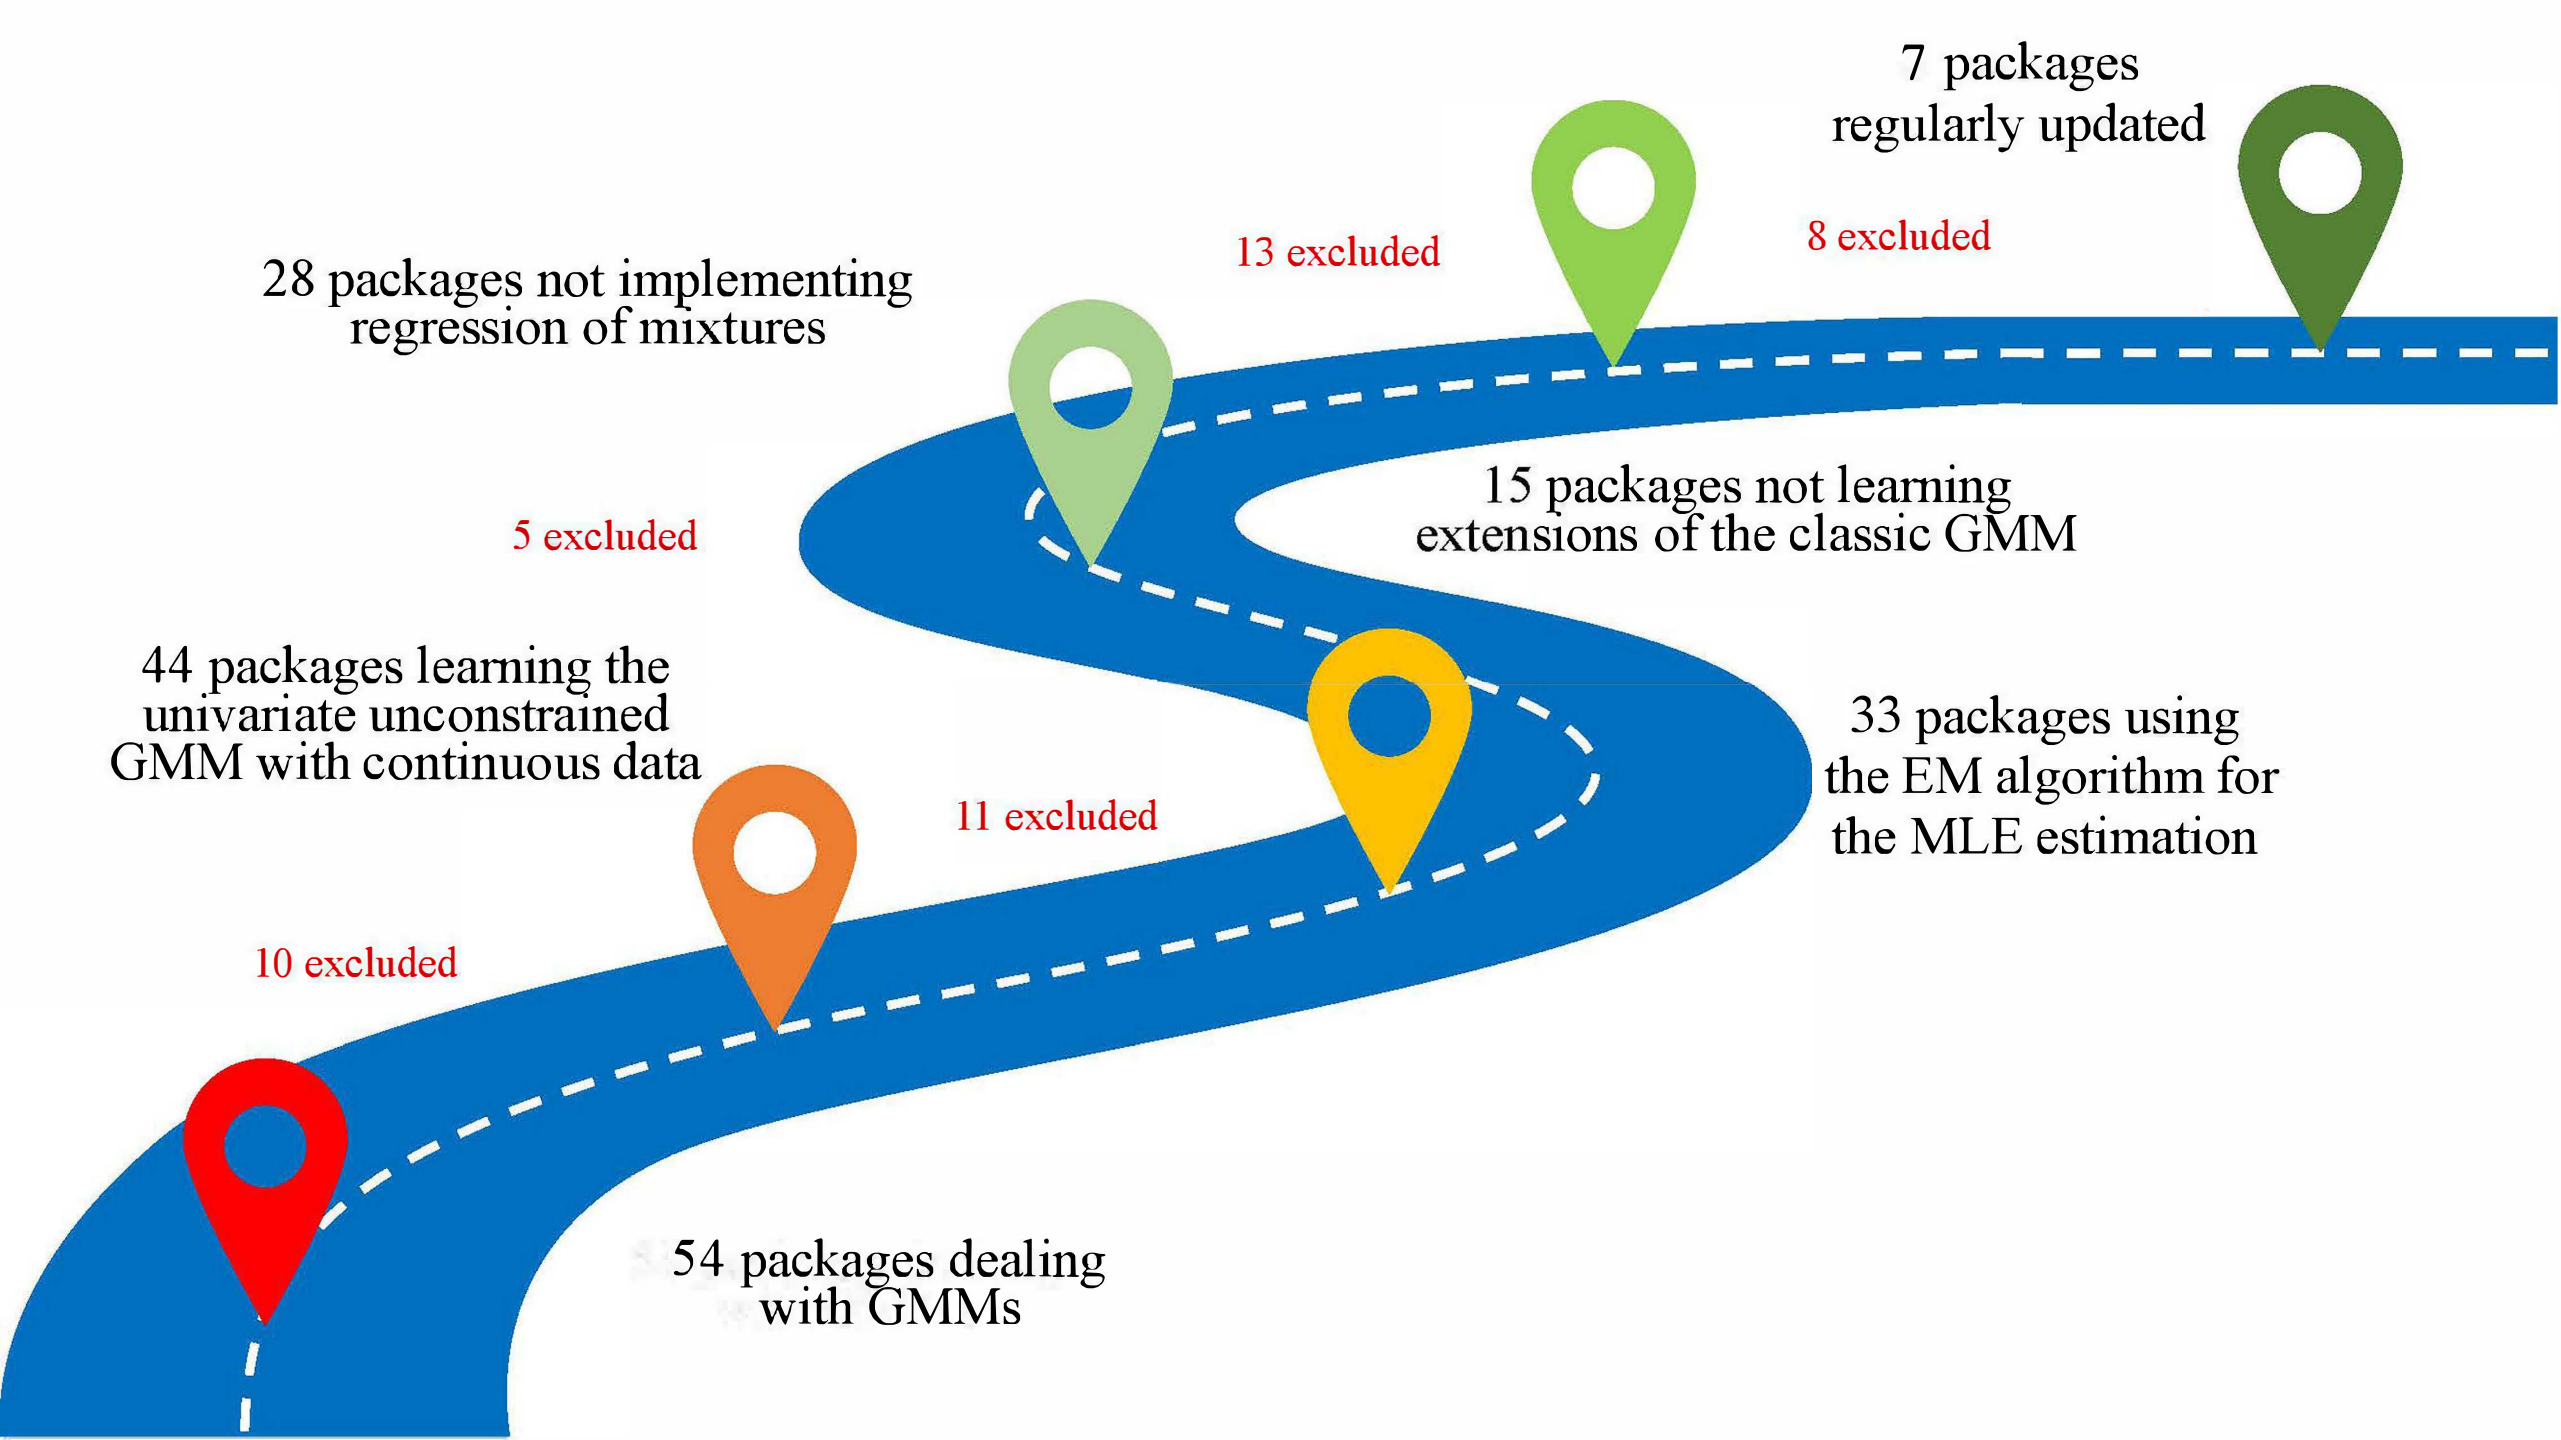 7 packages
regularly updated
13 excluded
8 excluded
28 packages not implementing
regression of mixtures
15 packages not learning
extensions of the classic GMM
5 excluded
44 packages learning the
univariate unconstrained
GMM with continuous data
33 packages using
the EM algorithm for
the MLE estimation
11 excluded
10 excluded
54 packages dealing
with GMMs